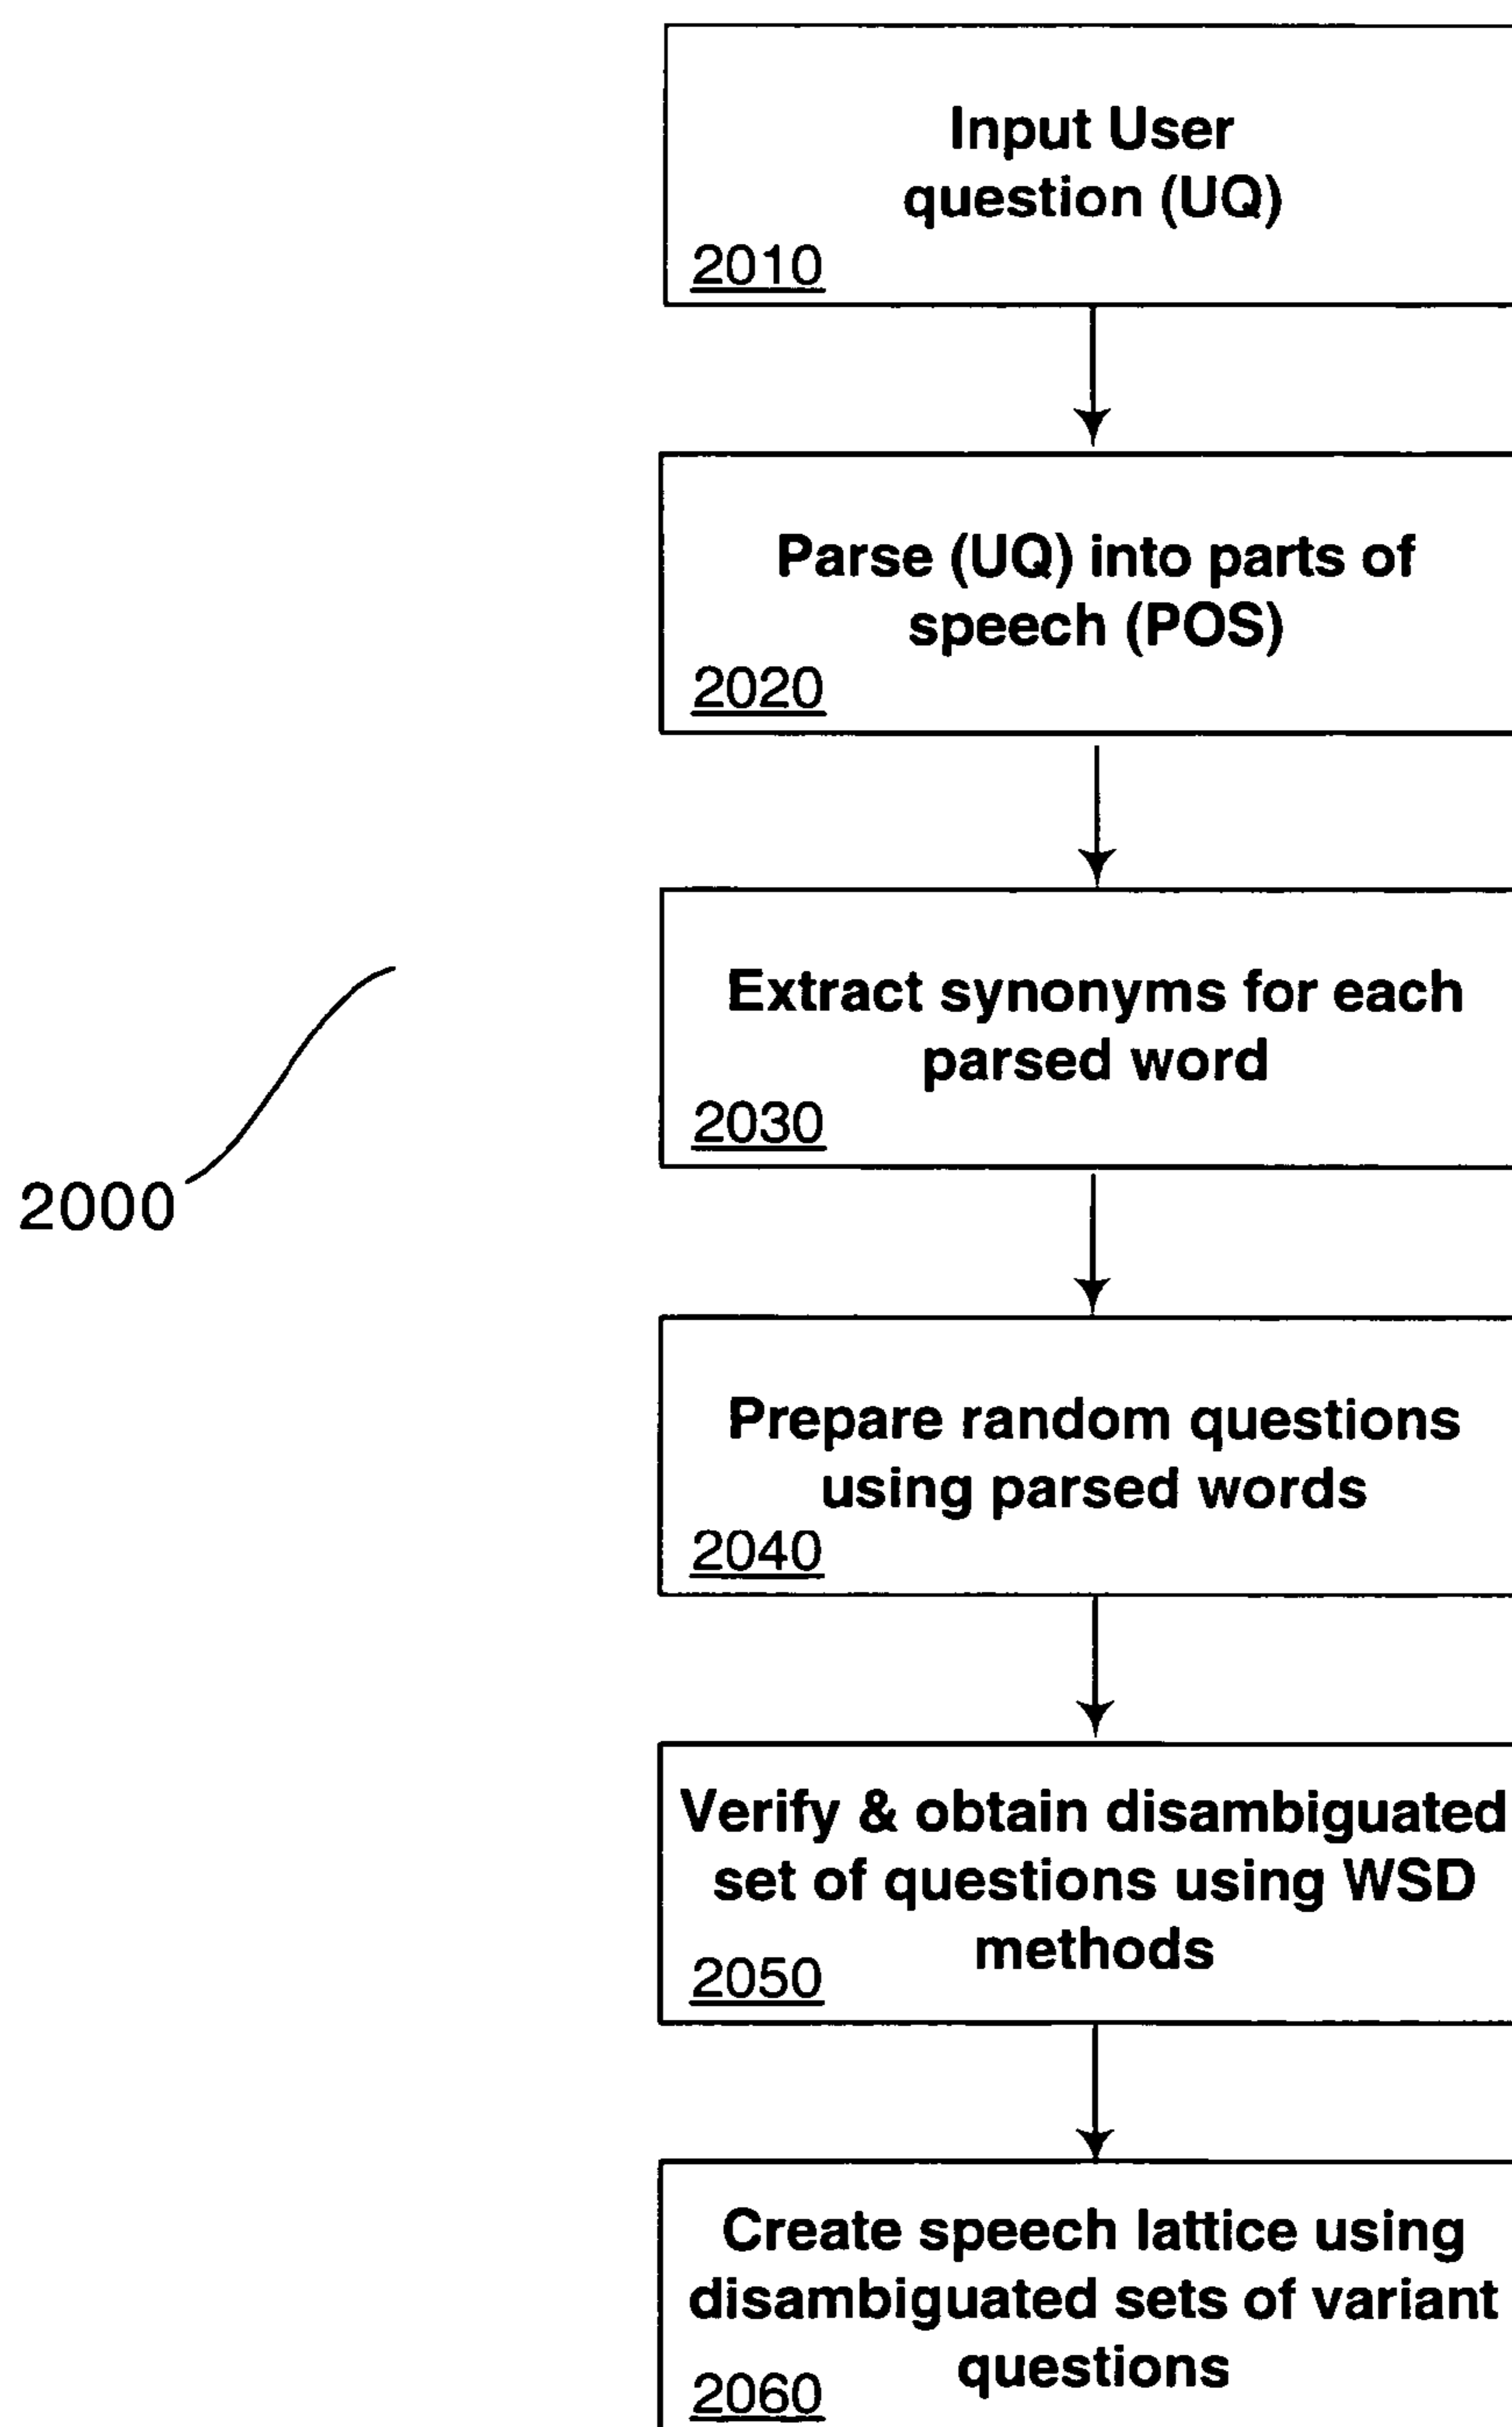 Input User
question (UQ)
2010
Parse (UQ) into parts of
speech (POS)
2020
Extract synonyms for each
parsed word
2030
2000
Prepare random questions
using parsed words
2040
Verify & obtain disambiguated
set of questions using WSD
methods
2050
Create speech lattice using
disambiguated sets of variant
questions
2060